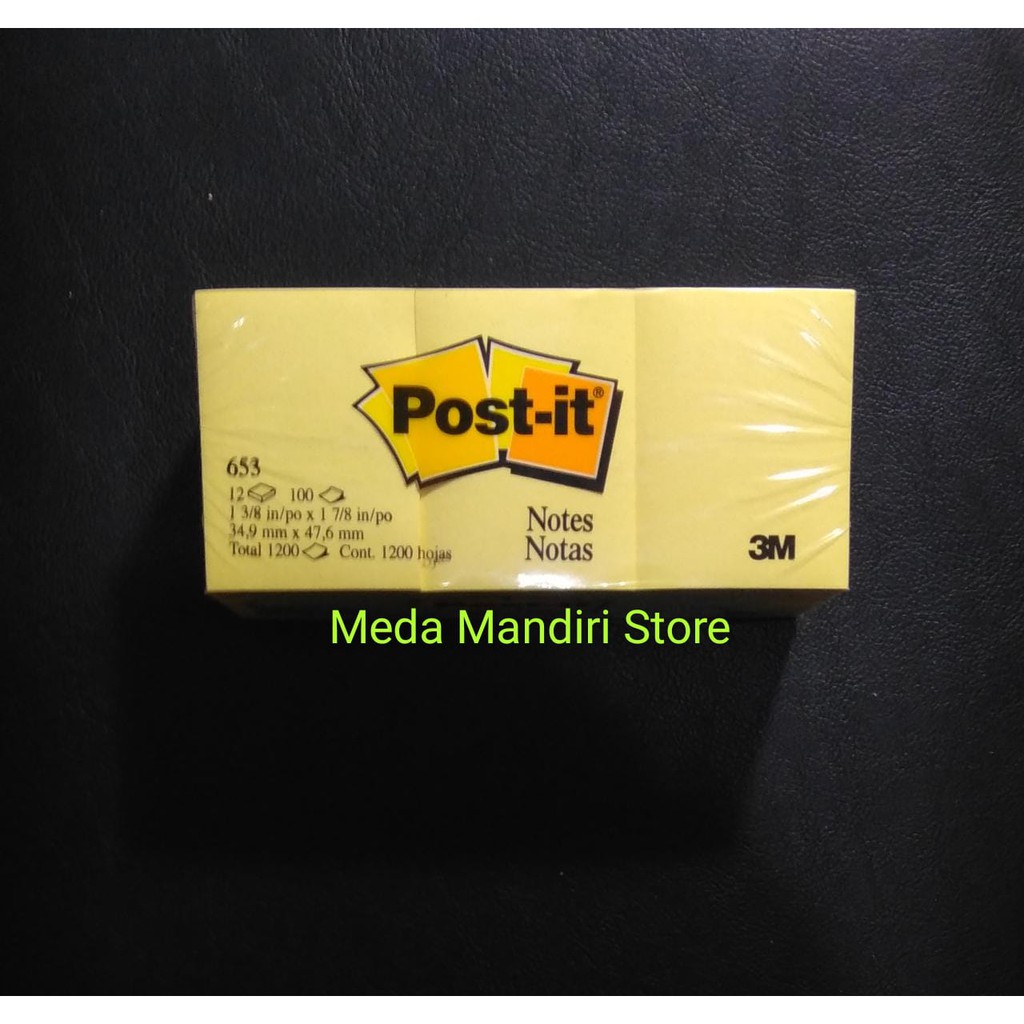 Post-it®
653
12 100
1 3/8 in/po x 1 7/8 in/po
34,9 mm x 47,6 mm
Total 1200 Cont. 1200 hojas
Notes
Notas
3M
Meda Mandiri Store